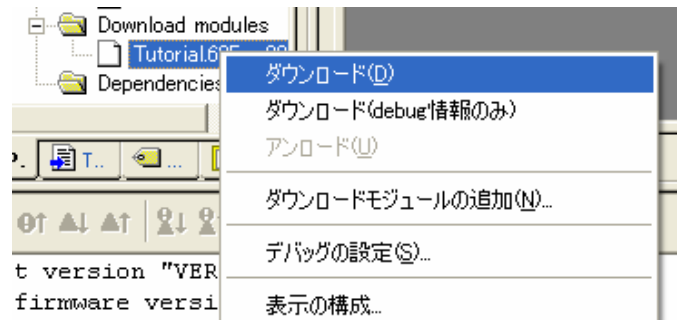 Download modules
Tutorial.695
Dependencies
ダウンロード(D)
ダウンロード(debug情報のみ)
アンロード(U)
ダウンロードモジュールの追加(N)...
デバッグの設定(S)...
表示の構成...
P.
T..
...
t version "VER
firmware versi